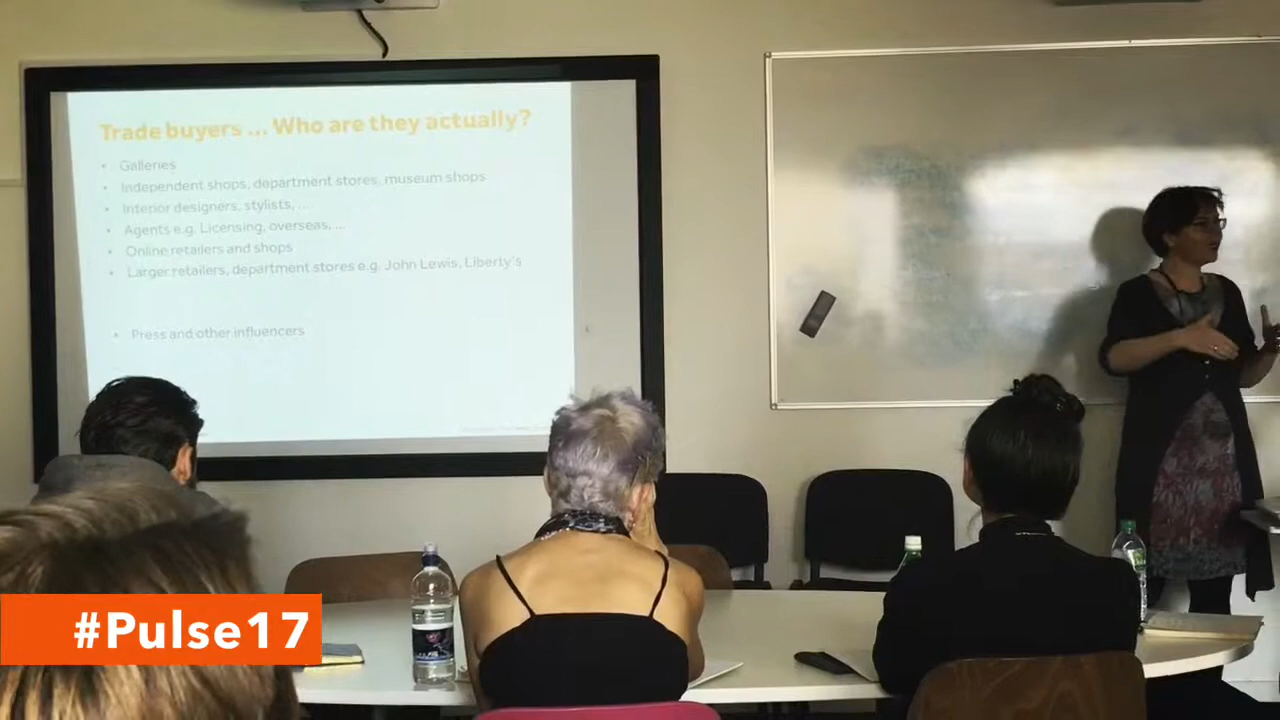 Trade buyers ... Who are they actually?
• Galleries
• Independent shops, department stores, museum shops
• Interior designers, stylists, ...
• Agents e.g. Licensing, overseas, ...
• Online retailers and shops
• Larger retailers, department stores e.g. John Lewis, Liberty's
• Press and other influencers
#Pulse17